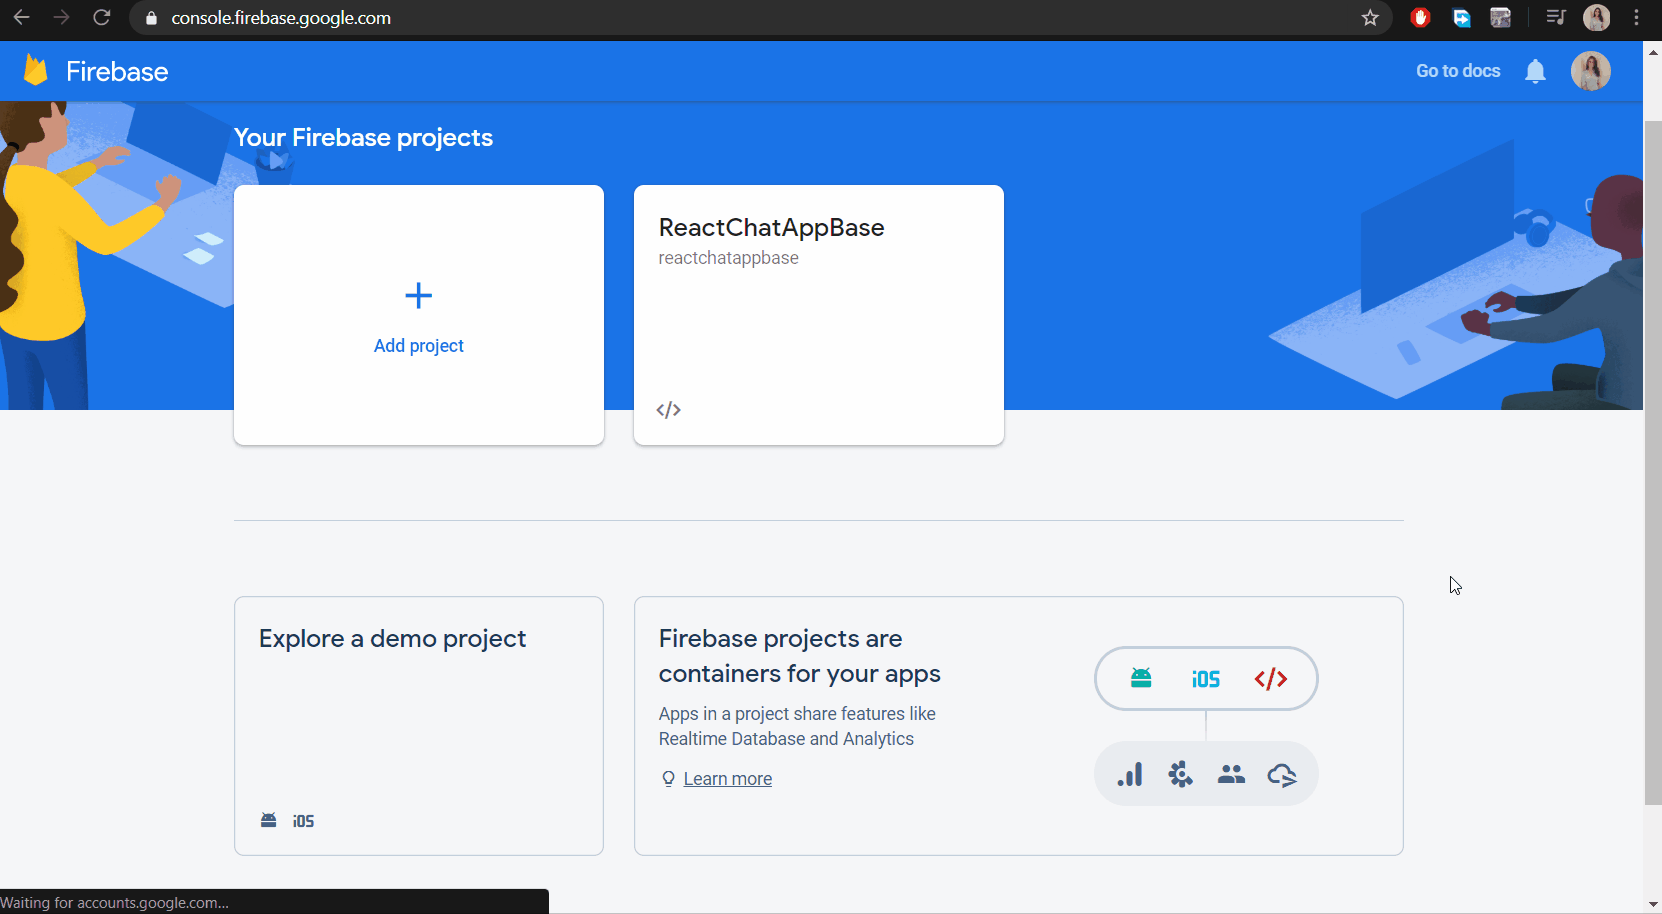 console.firebase.google.com
Firebase
Go to docs
Your Firebase projects
Add project
ReactChatAppBase
reactchatappbase
Explore a demo project
iOS
Firebase projects are
containers for your apps
Apps in a project share features like
Realtime Database and Analytics
Learn more
iOS
Waiting for accounts.google.com...